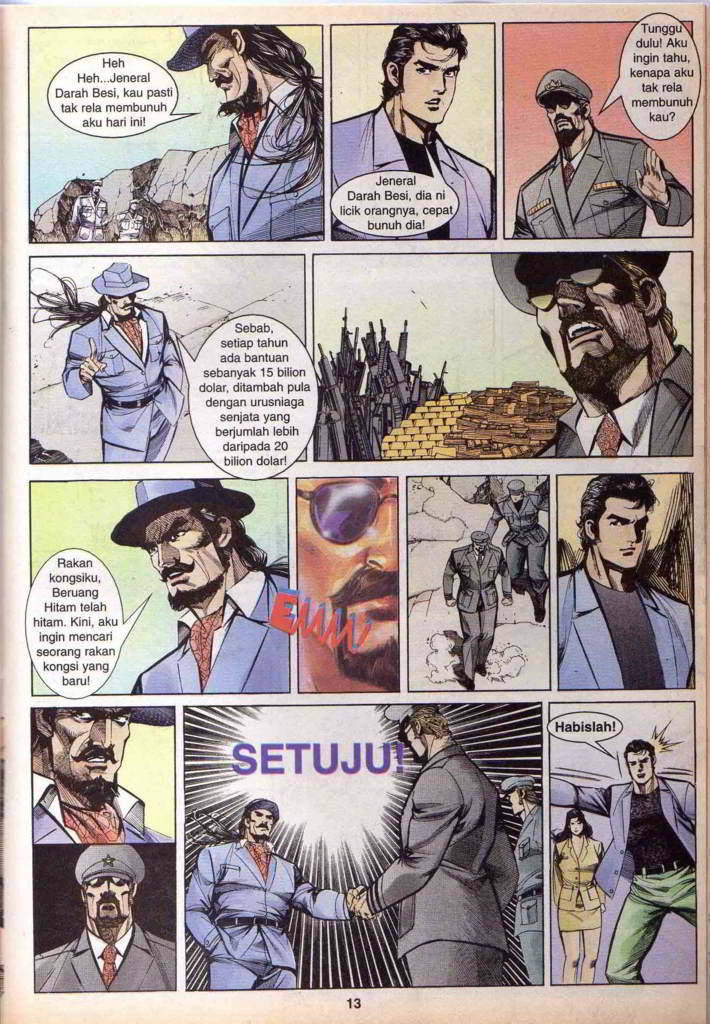 Heh
Heh...Jeneral
Darah Besi, kau pasti
tak rela membunuh
aku hari ini!
Jeneral
Darah Besi, dia ni
licik orangnya, cepat
bunuh dia!
Tunggu
dulu! Aku
ingin tahu,
kenapa aku
tak rela
membunuh
kau?
Sebab,
setiap tahun
ada bantuan
sebanyak 15 bilion
dolar, ditambah pula
dengan urusniaga
senjata yang
berjumlah lebih
daripada 20
bilion dolar!
Rakan
kongsiku,
Beruang
Hitam telah
hitam. Kini, aku
ingin mencari
seorang rakan
kongsi yang
baru!
EMM
SETUJU!
Habislah!
13